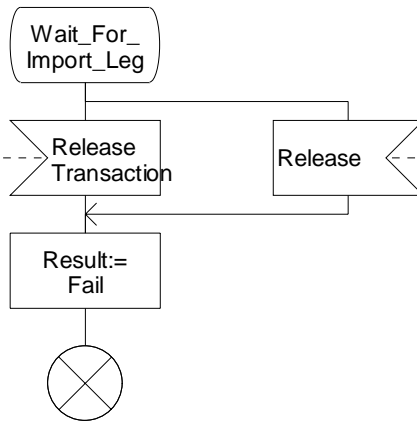 Wait_For_
Import_Leg
Release
Transaction
Release
Result:=
Fail